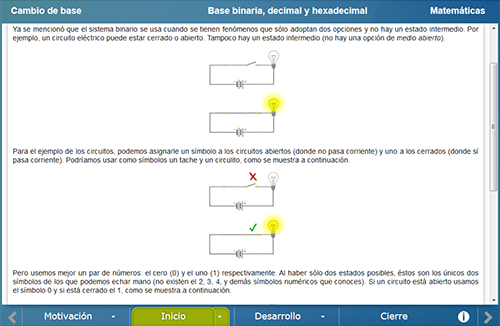 Cambio de base Base binaria, decimal y hexadecimal Matemáticas
Ya se mencionó que el sistema binario se usa cuando se tienen fenómenos que sólo adoptan dos opciones y no hay un estado intermedio. Por
ejemplo, un circuito eléctrico puede estar cerrado o abierto. Tampoco hay un estado intermedio (no hay una opción de medio abierto).
Para el ejemplo de los circuitos, podemos asignarle un símbolo a los circuitos abiertos (donde no pasa corriente) y uno a los cerrados (donde sí
pasa corriente). Podríamos usar como símbolos un tache y un circulito, como se muestra a continuación.
Pero usemos mejor un par de números: el cero (0) y el uno (1) respectivamente. Al haber sólo dos estados posibles, éstos son los únicos dos
símbolos de los que podemos echar mano (no existen el 2, 3, 4, y demás símbolos numéricos que conoces). Si un circuito está abierto usamos
el símbolo 0 y si está cerrado el 1, como se muestra a continuación.
Motivación Inicio Desarrollo Cierre